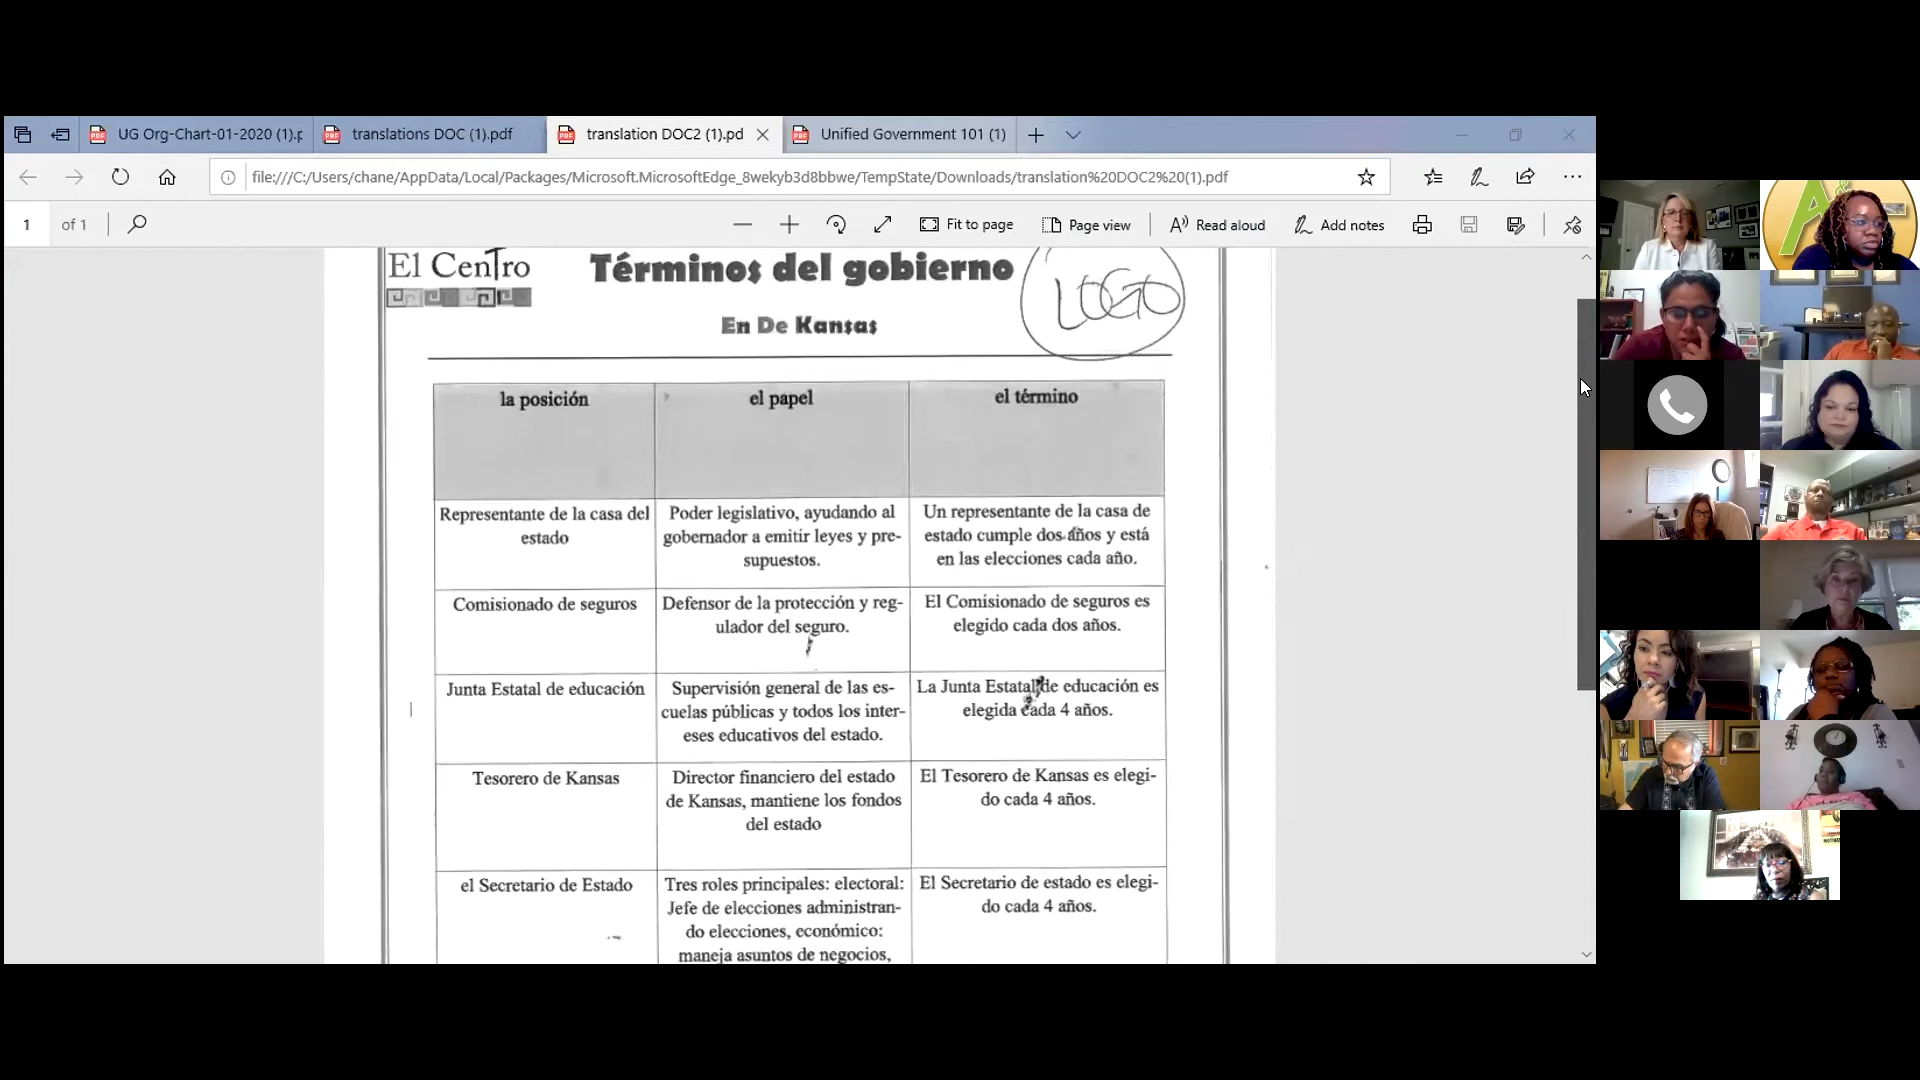 UG Org-Chart-01-2020 (1).p
translations DOC (1).pdf
translation DOC2 (1).pd
Unified Government 101 (1)
file:///C:/Users/chane/AppData/Local/Packages/Microsoft.MicrosoftEdge_8wekyb3d8bbwe/TempState/Downloads/translation%20DOC2%20(1).pdf
1 of 1
Fit to page
Page view
Read aloud
Add notes
El Centro
Términos del gobierno
LOGO
En De Kansas
la posición
el papel
el término
Representante de la casa del
estado
Poder legislativo, ayudando al
gobernador a emitir leyes y pre-
supuestos.
Un representante de la casa de
estado cumple dos años y está
en las elecciones cada año.
Comisionado de seguros
Defensor de la protección y reg-
ulador del seguro.
El Comisionado de seguros es
elegido cada dos años.
Junta Estatal de educación
Supervisión general de las es-
cuelas públicas y todos los inter-
eses educativos del estado.
La Junta Estatal de educación es
elegida cada 4 años.
Tesorero de Kansas
Director financiero del estado
de Kansas, mantiene los fondos
del estado
El Tesorero de Kansas es elegi-
do cada 4 años.
el Secretario de Estado
Tres roles principales: electoral:
Jefe de elecciones administran-
do elecciones, económico:
maneja asuntos de negocios,
El Secretario de estado es elegi-
do cada 4 años.